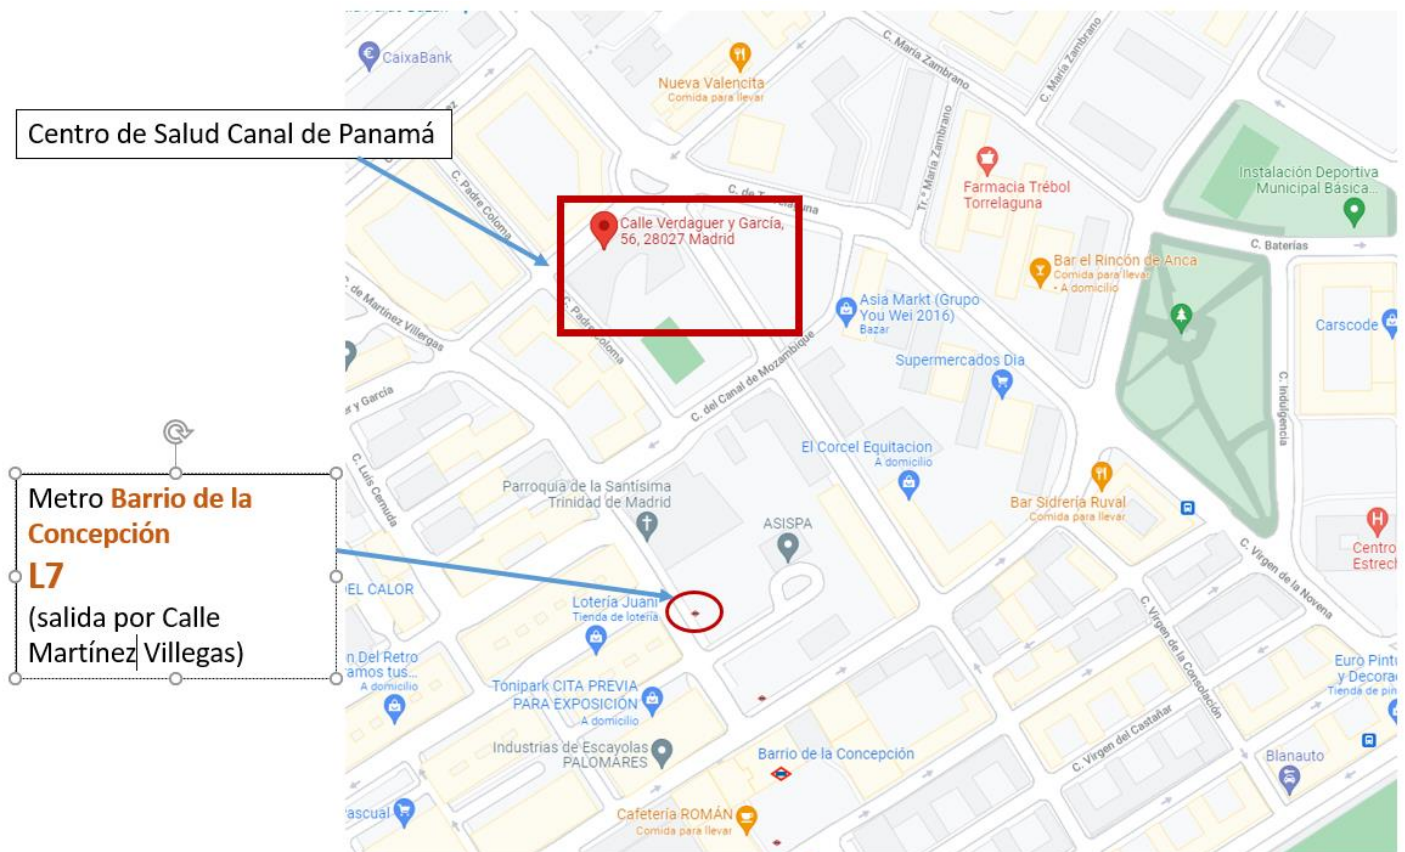 CaixaBank
C. María Zambrano
C. María Zambrano
Nueva Valencita
Comida para llevar
Centro de Salud Canal de Panamá
Tr.ª María Zambrano
Farmacia Trébol
Torrelaguna
Instalación Deportiva
Municipal Básica...
C. Padre Coloma
C. de Torrelaguna
Calle Verdaguer y García,
56, 28027 Madrid
C. Baterías
Bar el Rincón de Anca
Comida para llevar
- A domicilio
C. de Martínez Villergas
C. Padre Coloma
Asia Markt (Grupo
You Wei 2016)
Bazar
Carscode
Supermercados Dia
C. del Canal de Mozambique
C. Indulgencia
y García
El Corcel Equitacion
A domicilio
C. Luis Cernuda
Metro Barrio de la
Concepción
L7
(salida por Calle
Martínez Villegas)
Parroquia de la Santísima
Trinidad de Madrid
ASISPA
Bar Sidrería Ruval
Comida para llevar
H
Centro
Estrech
C. Virgen de la Novena
EL CALOR
Lotería Juani
Tienda de lotería
C. Virgen de la Consolación
n Del Retro
amos tus...
A domicilio
Tonipark CITA PREVIA
PARA EXPOSICIÓN
A domicilio
Euro Pintu
y Decora
Tienda de pin
Industrias de Escayolas
PALOMARES
Barrio de la Concepción
C. Virgen del Castañar
Blanauto
ascual
Cafetería ROMÁN
Comida para llevar